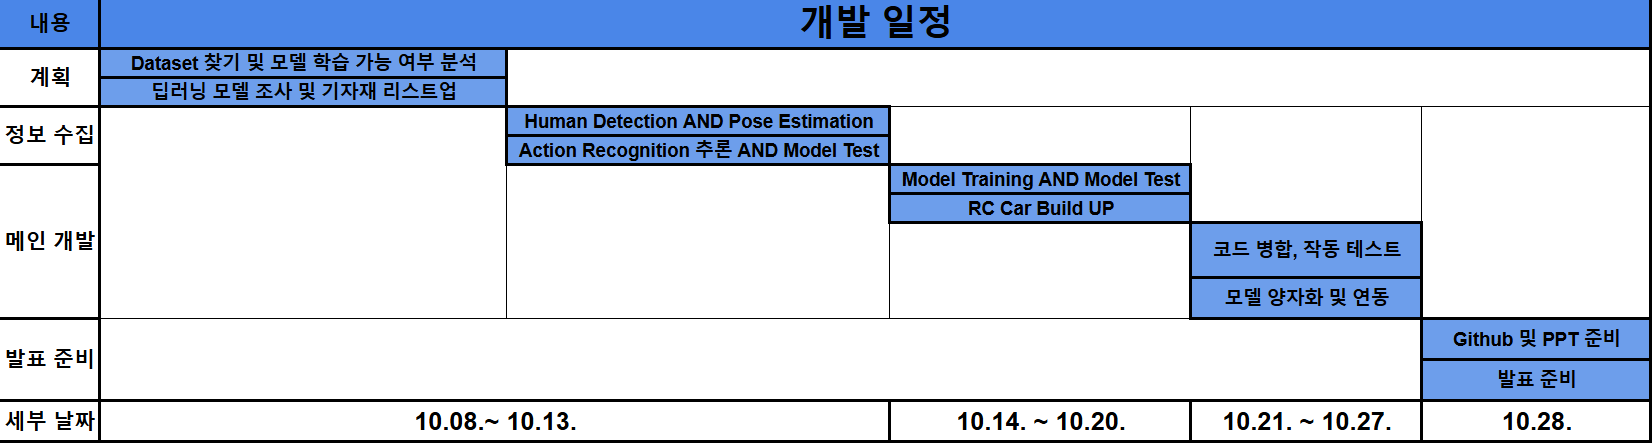 내용
개발 일정
계획
Dataset 찾기 및 모델 학습 가능 여부 분석
딥러닝 모델 조사 및 기자재 리스트업
정보 수집
Human Detection AND Pose Estimation
Action Recognition 추론 AND Model Test
메인 개발
Model Training AND Model Test
RC Car Build UP
코드 병합, 작동 테스트
모델 양자화 및 연동
발표 준비
Github 및 PPT 준비
발표 준비
세부 날짜
10.08.~ 10.13.
10.14. ~ 10.20.
10.21. ~ 10.27.
10.28.